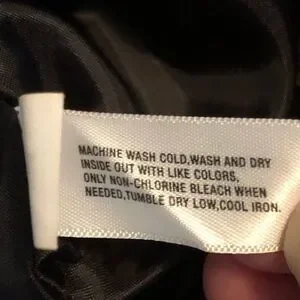 MACHINE WASH COLD,WASH AND DRY
INSIDE OUT WITH LIKE COLORS,
ONLY NON-CHLORINE BLEACH WHEN
NEEDED,TUMBLE DRY LOW,COOL IRON.